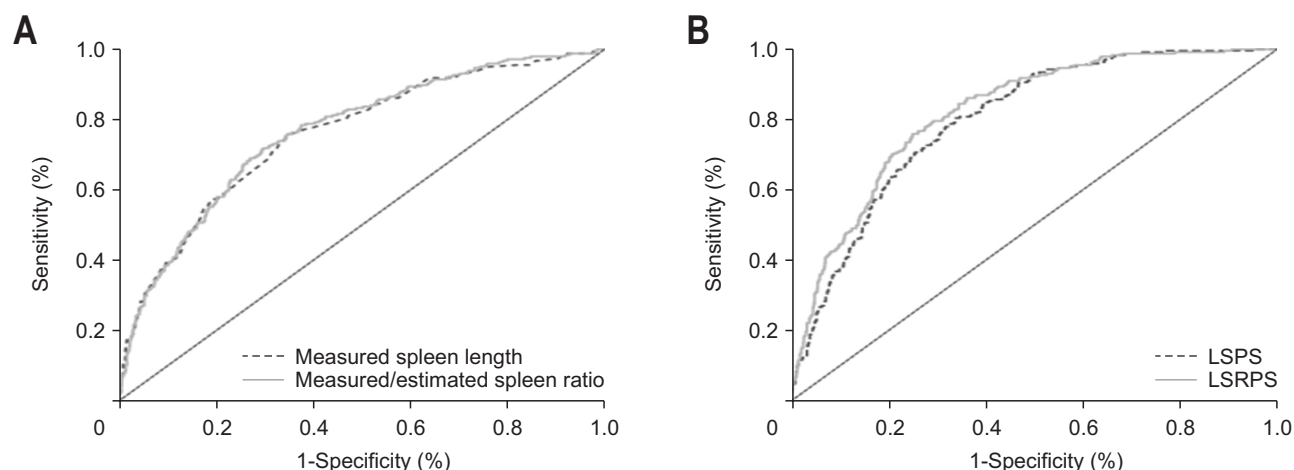 A
1.0
0.8
0.6
0.4
0.2
0 0.2 0.4 0.6 0.8 1.0
Sensitivity (%)
1-Specificity (%)
Measured spleen length
Measured/estimated spleen ratio
B
1.0
0.8
0.6
0.4
0.2
0 0.2 0.4 0.6 0.8 1.0
Sensitivity (%)
1-Specificity (%)
LSPS
LSRPS